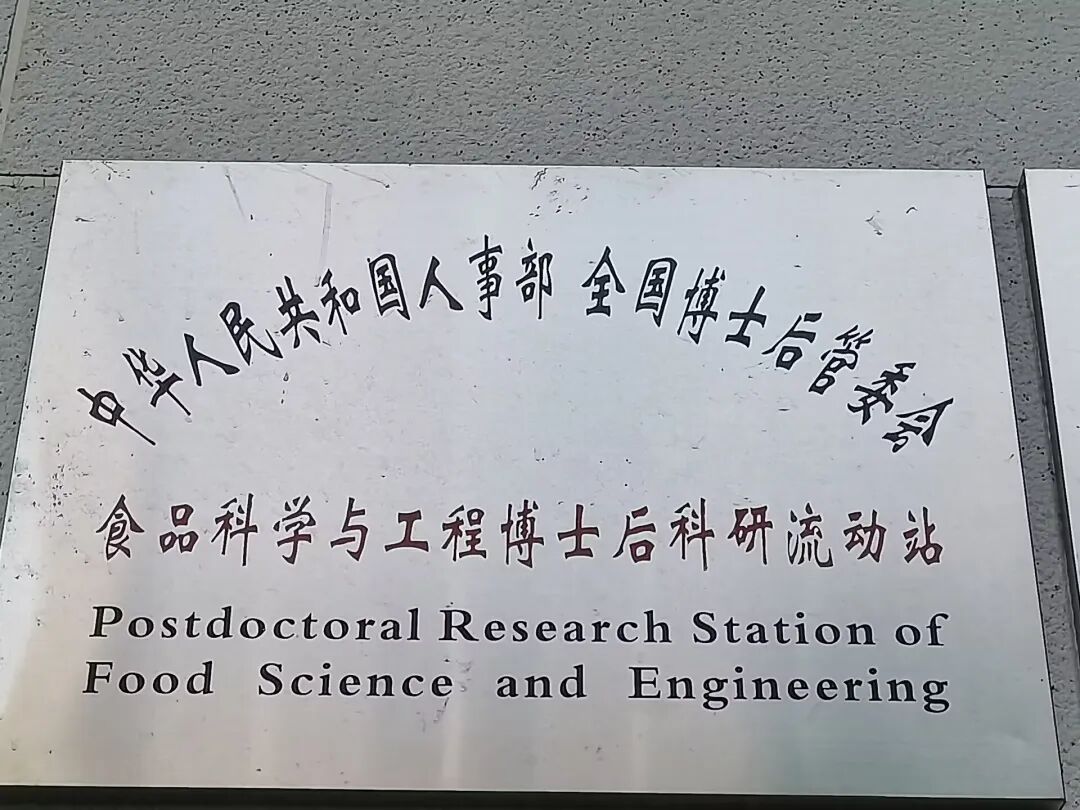 中华人民共和国人事部 全国博士后管委会
食品科学与工程博士后科研流动站
Postdoctoral Research Station of
Food Science and Engineering